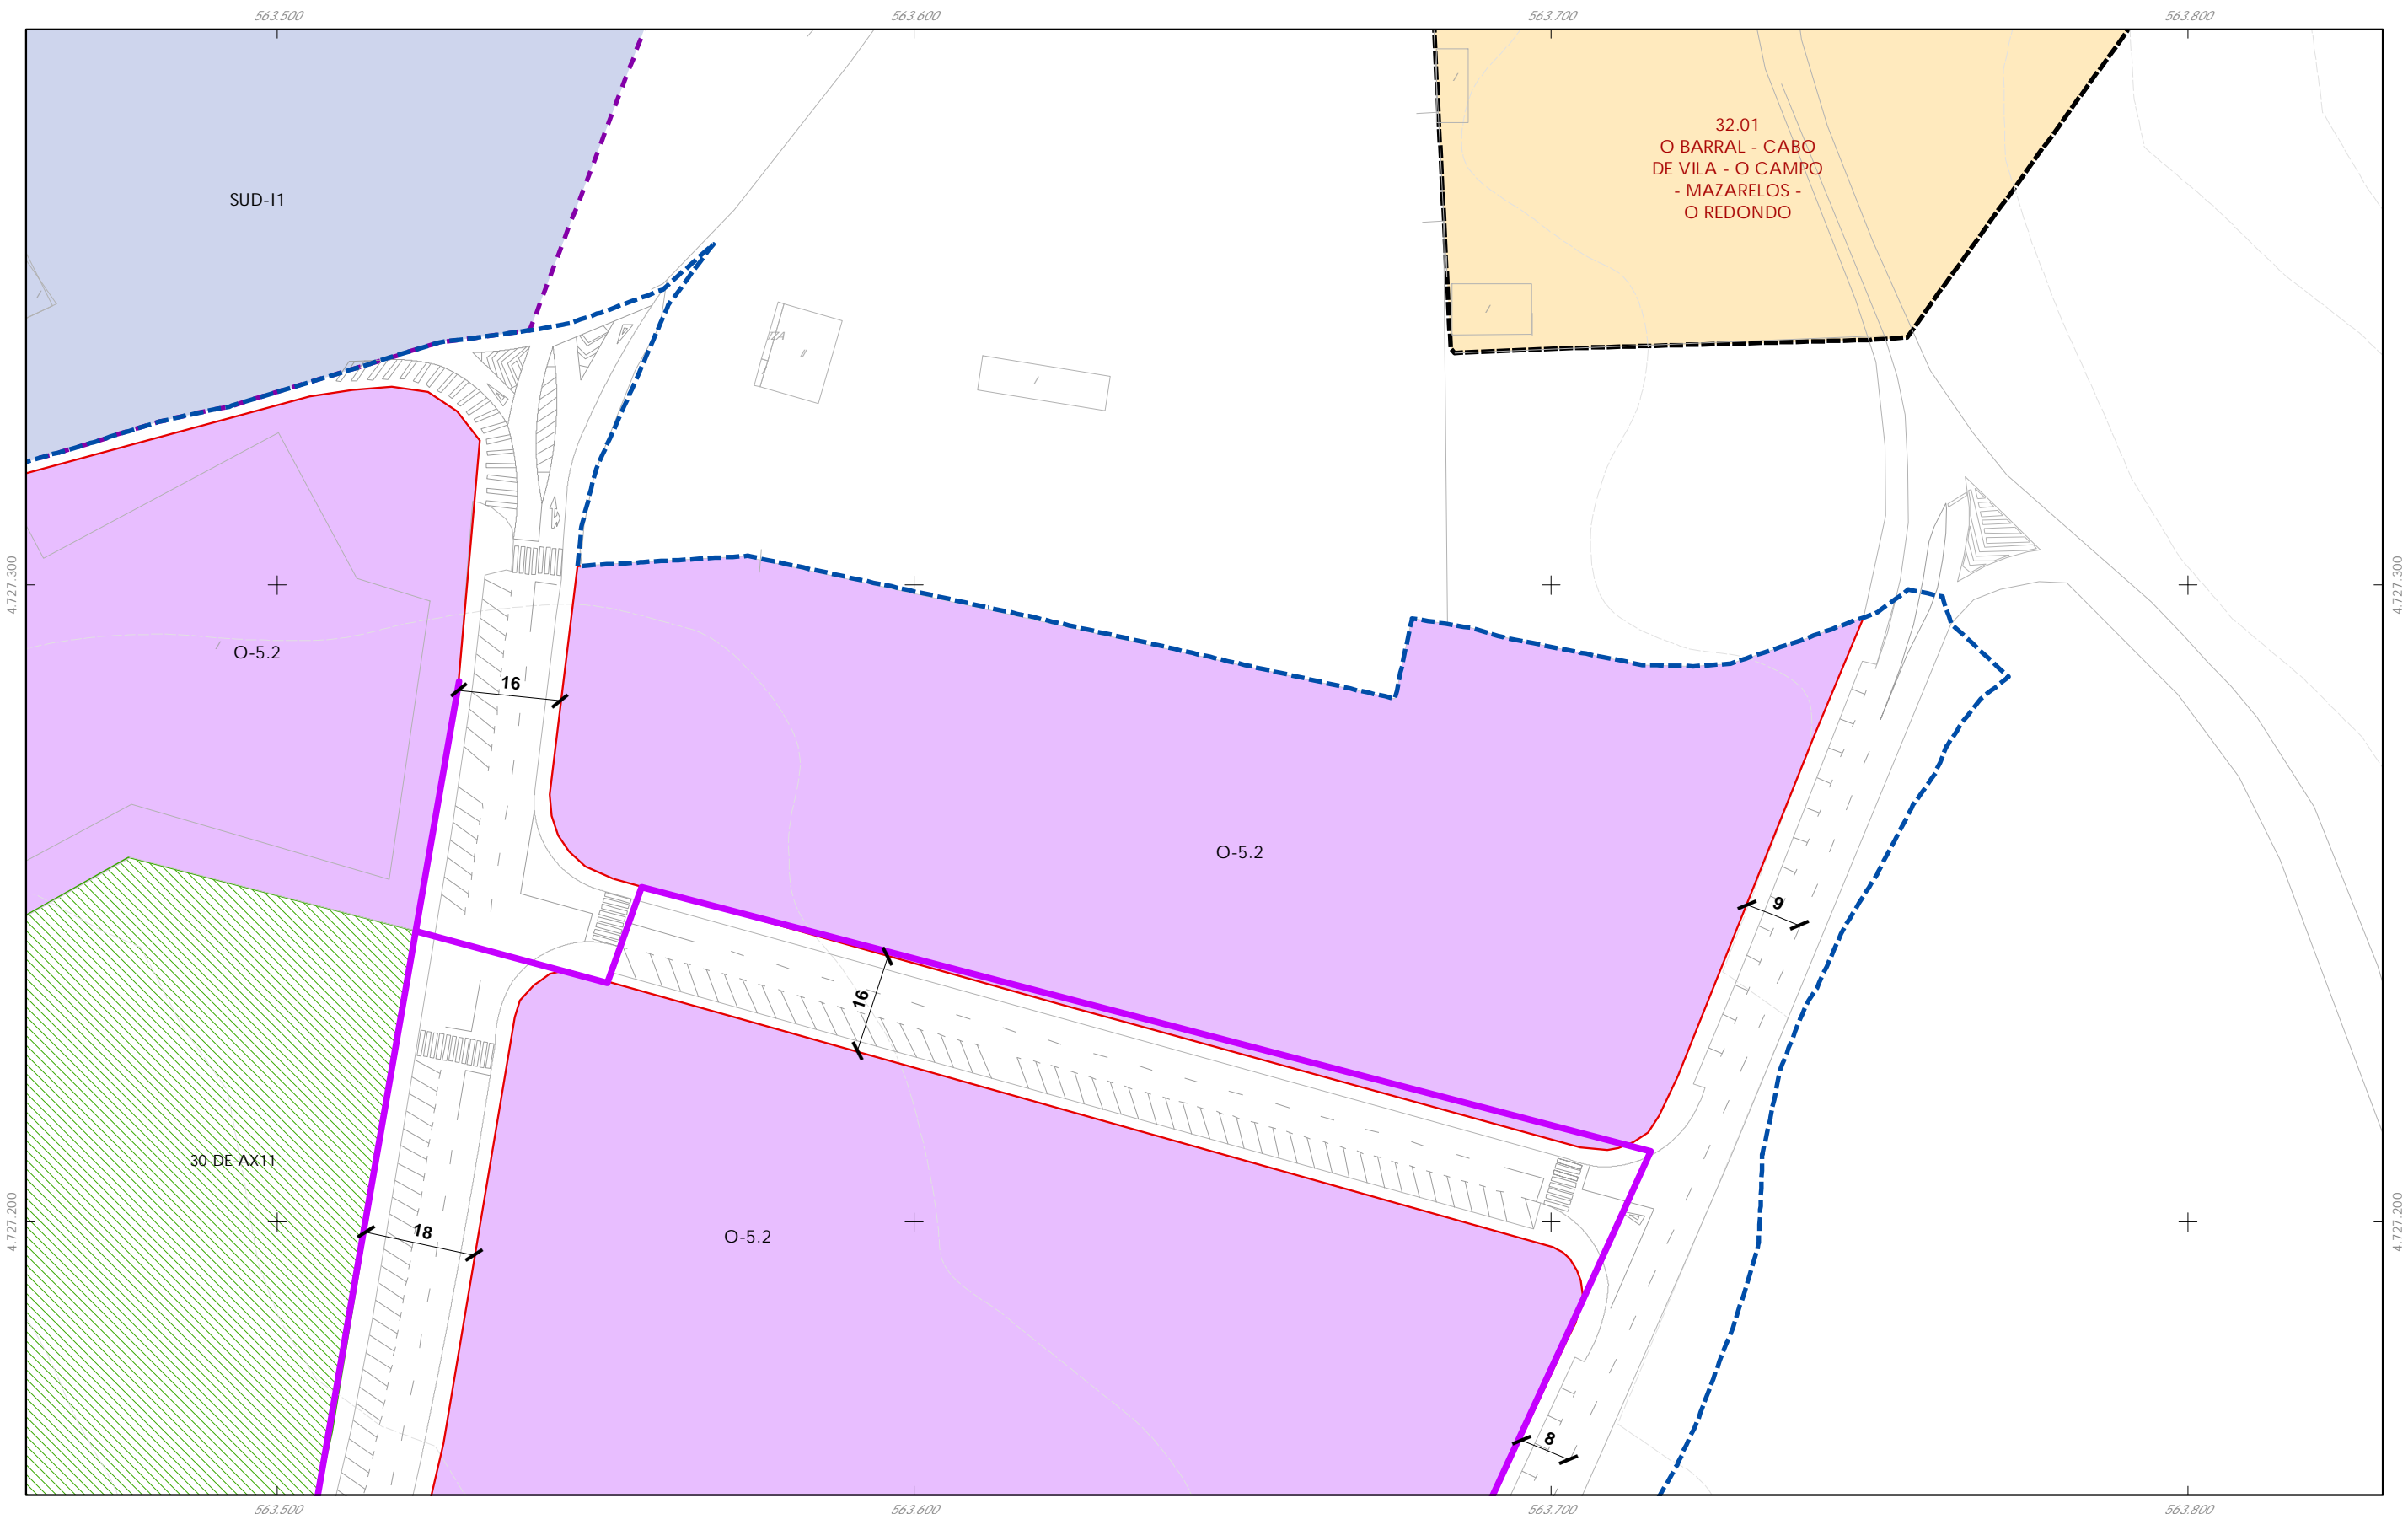 563.500 563.600 563.700 563.800
32.01
O BARRAL - CABO
DE VILA - O CAMPO
- MAZARELOS -
O REDONDO
SUD-I1
4.727.300 4.727.300
O-5.2
16
O-5.2
9
16
30-DE-AX11
4.727.200 4.727.200
18
O-5.2
8
563.500 563.600 563.700 563.800